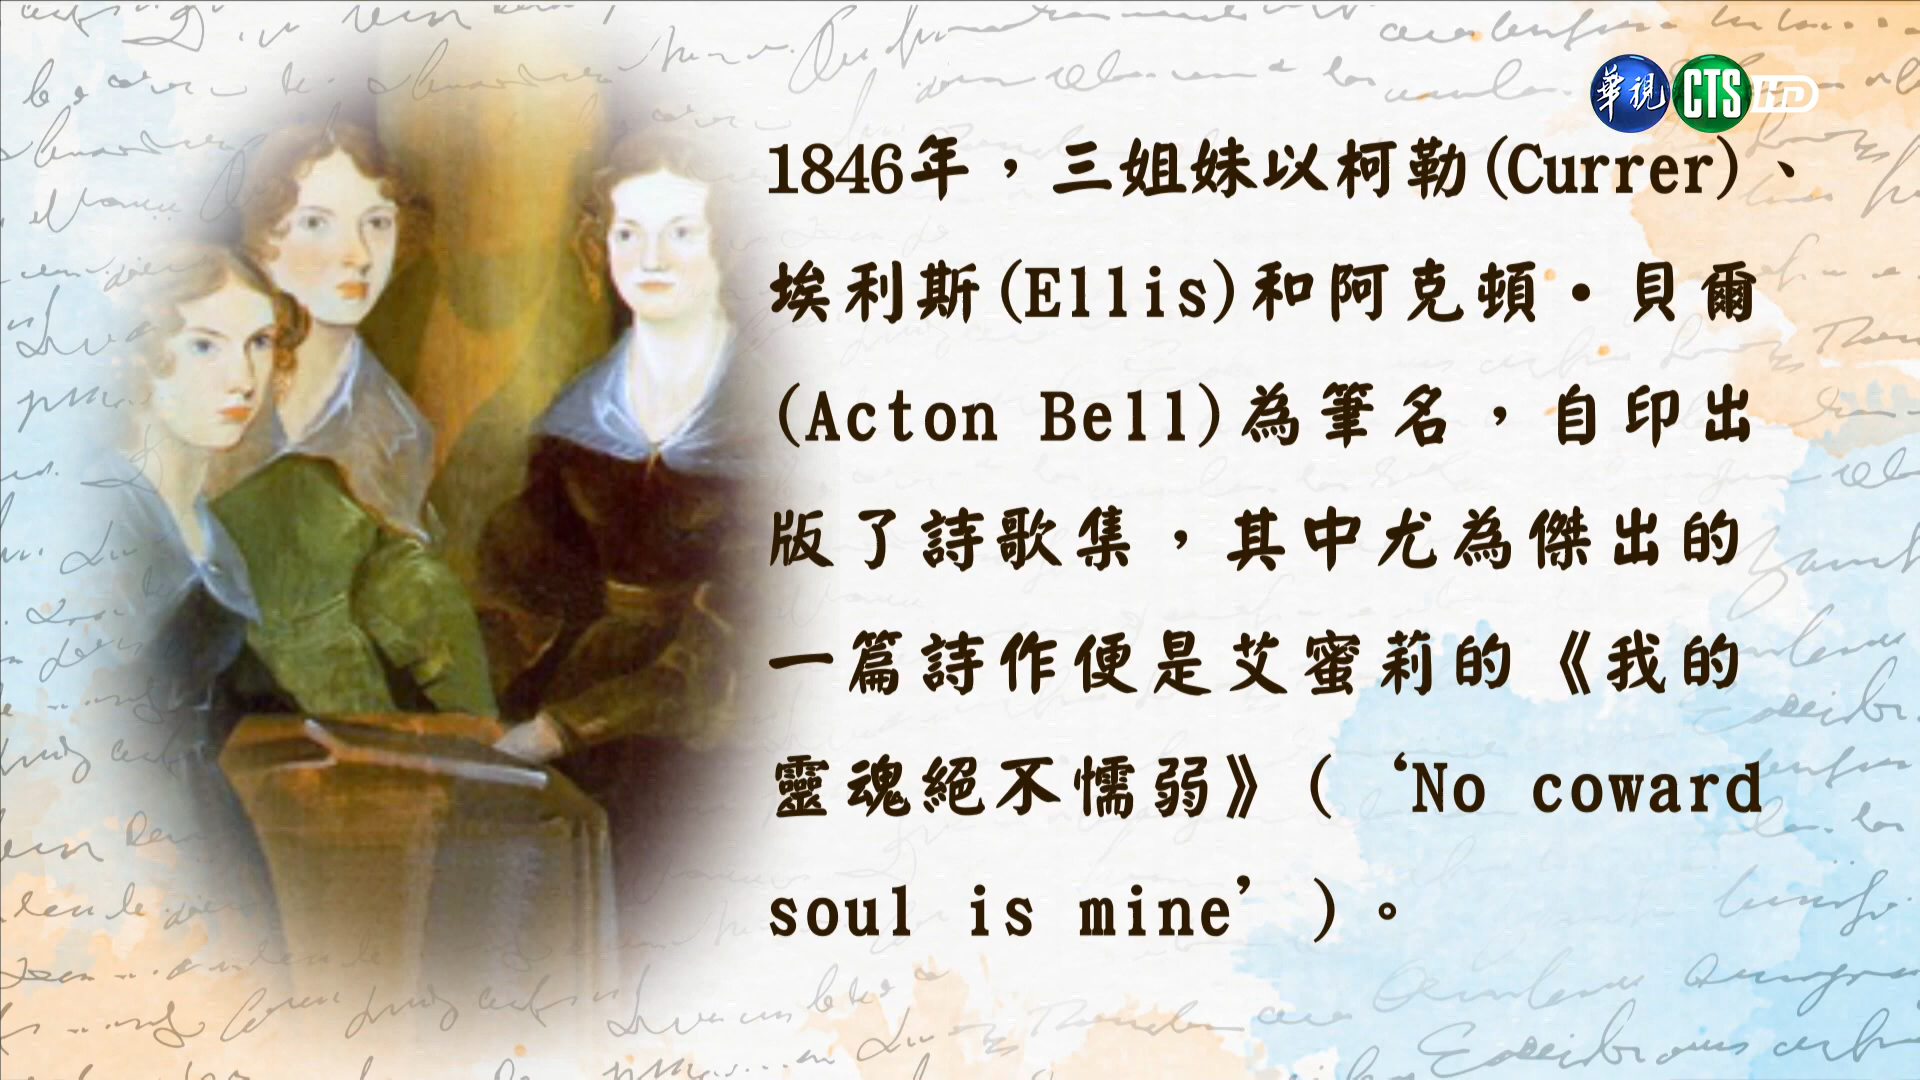 華視 CTS HD
1846年，三姐妹以柯勒(Currer)、
埃利斯(Ellis)和阿克頓•貝爾
(Acton Bell)為筆名，自印出
版了詩歌集，其中尤為傑出的
一篇詩作便是艾蜜莉的《我的
靈魂絕不懦弱》(‘No coward
soul is mine’)。